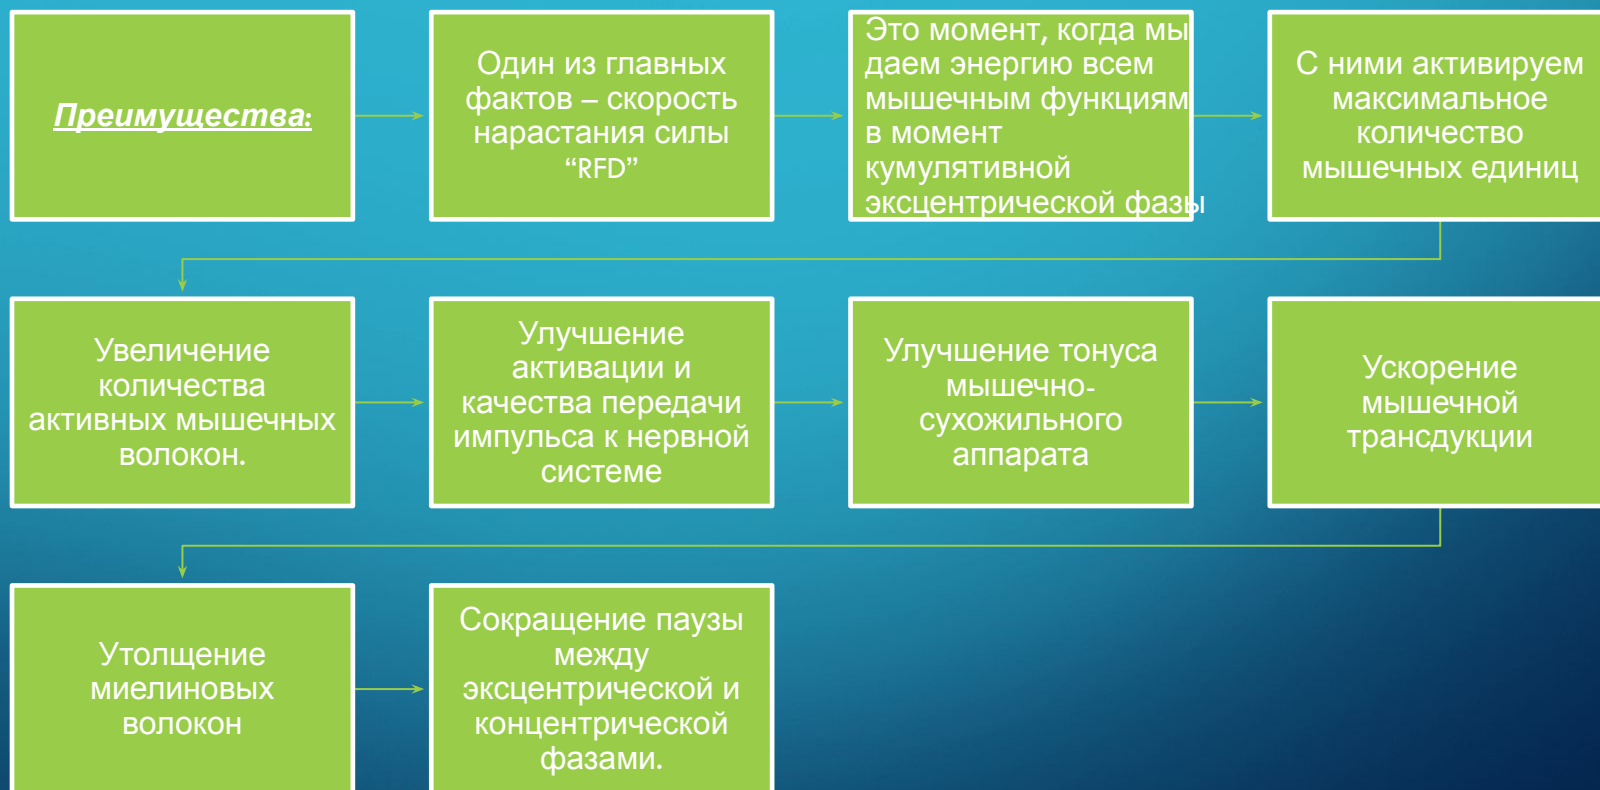 Преимущества:
Один из главных
фактов – скорость
нарастания силы
“RFD”
Это момент, когда мы
даем энергию всем
мышечным функциям
в момент
кумулятивной
эксцентрической фазы
С ними активируем
максимальное
количество
мышечных единиц
Увеличение
количества
активных мышечных
волокон.
Улучшение
активации и
качества передачи
импульса к нервной
системе
Улучшение тонуса
мышечно-
сухожильного
аппарата
Ускорение
мышечной
трансдукции
Утолщение
миелиновых
волокон
Сокращение паузы
между
эксцентрической и
концентрической
фазами.